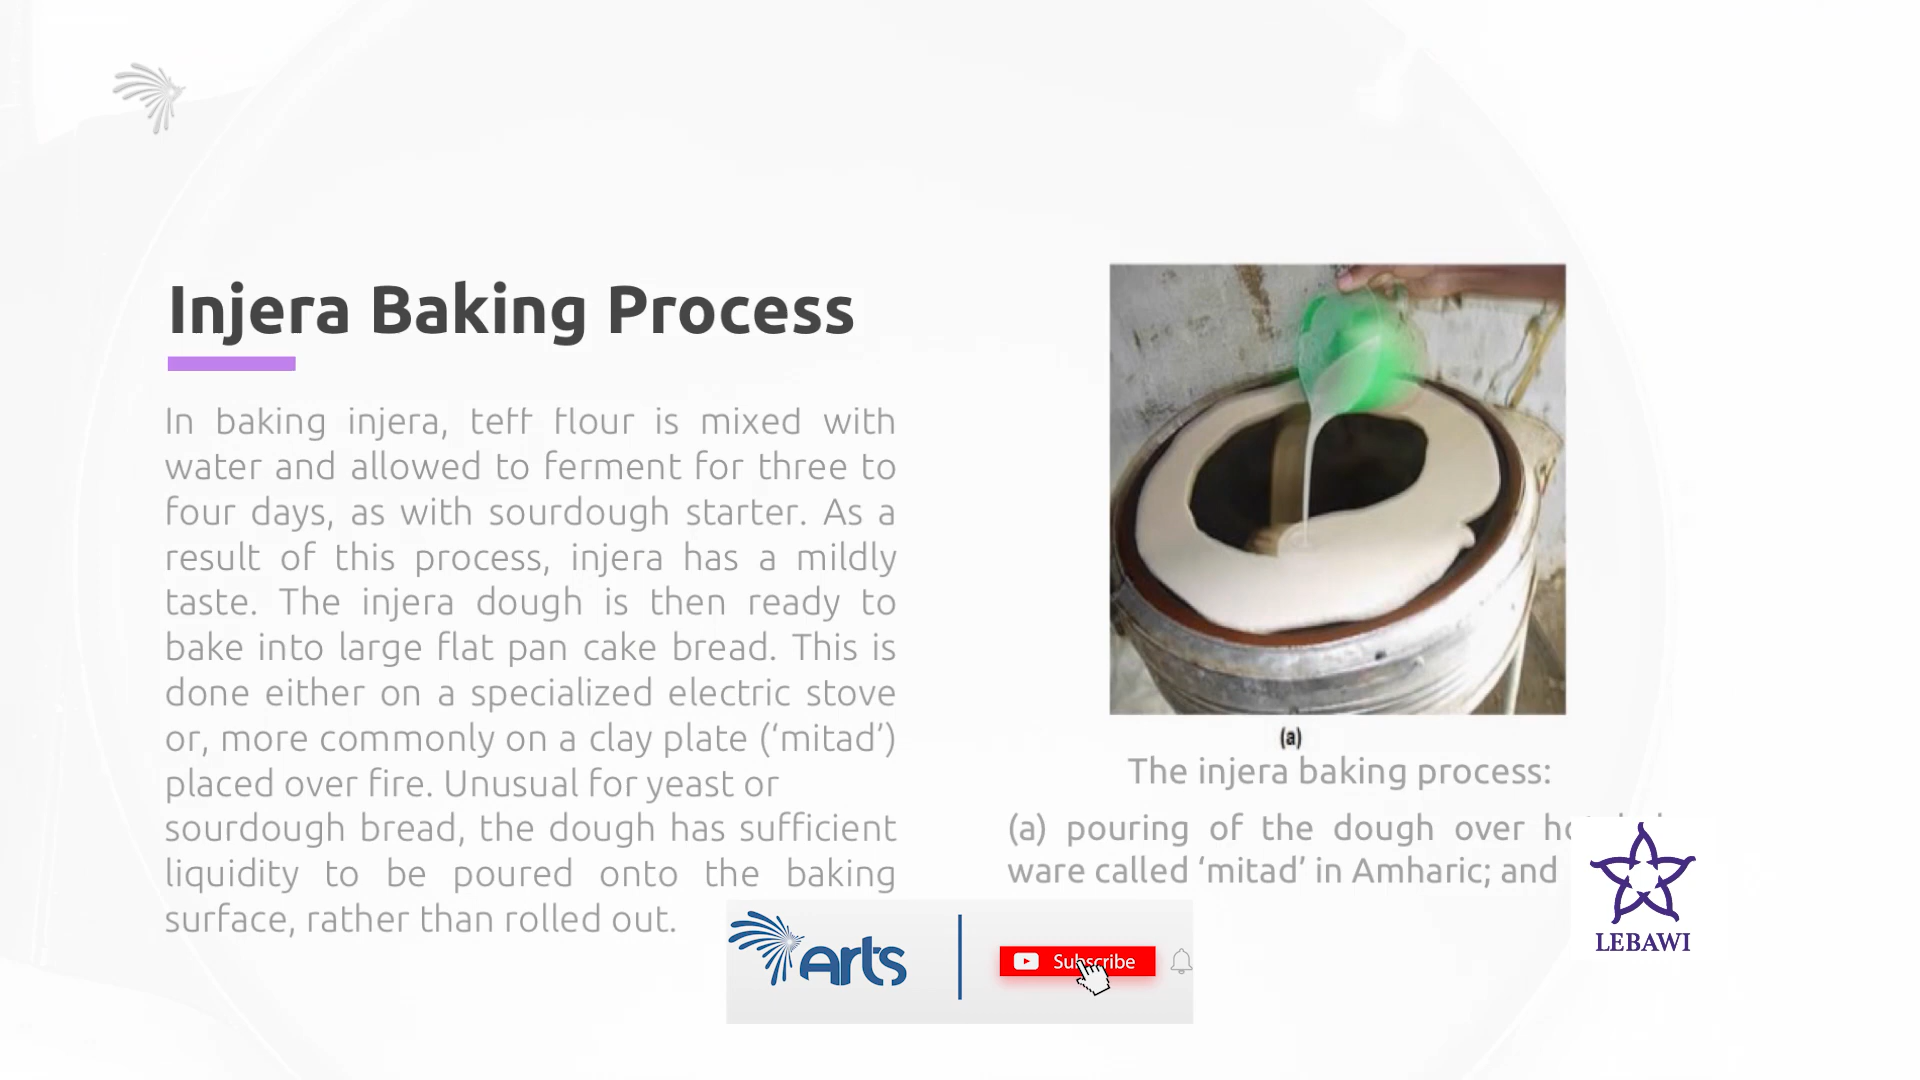 Injera Baking Process
In baking injera, teff flour is mixed with
water and allowed to ferment for three to
four days, as with sourdough starter. As a
result of this process, injera has a mildly
taste. The injera dough is then ready to
bake into large flat pan cake bread. This is
done either on a specialized electric stove
or, more commonly on a clay plate (‘mitad’)
placed over fire. Unusual for yeast or
sourdough bread, the dough has sufficient
liquidity to be poured onto the baking
surface, rather than rolled out.
(a)
The injera baking process:
(a) pouring of the dough over
ware called ‘mitad’ in Amharic; and
LEBAWI
arts
Subscribe